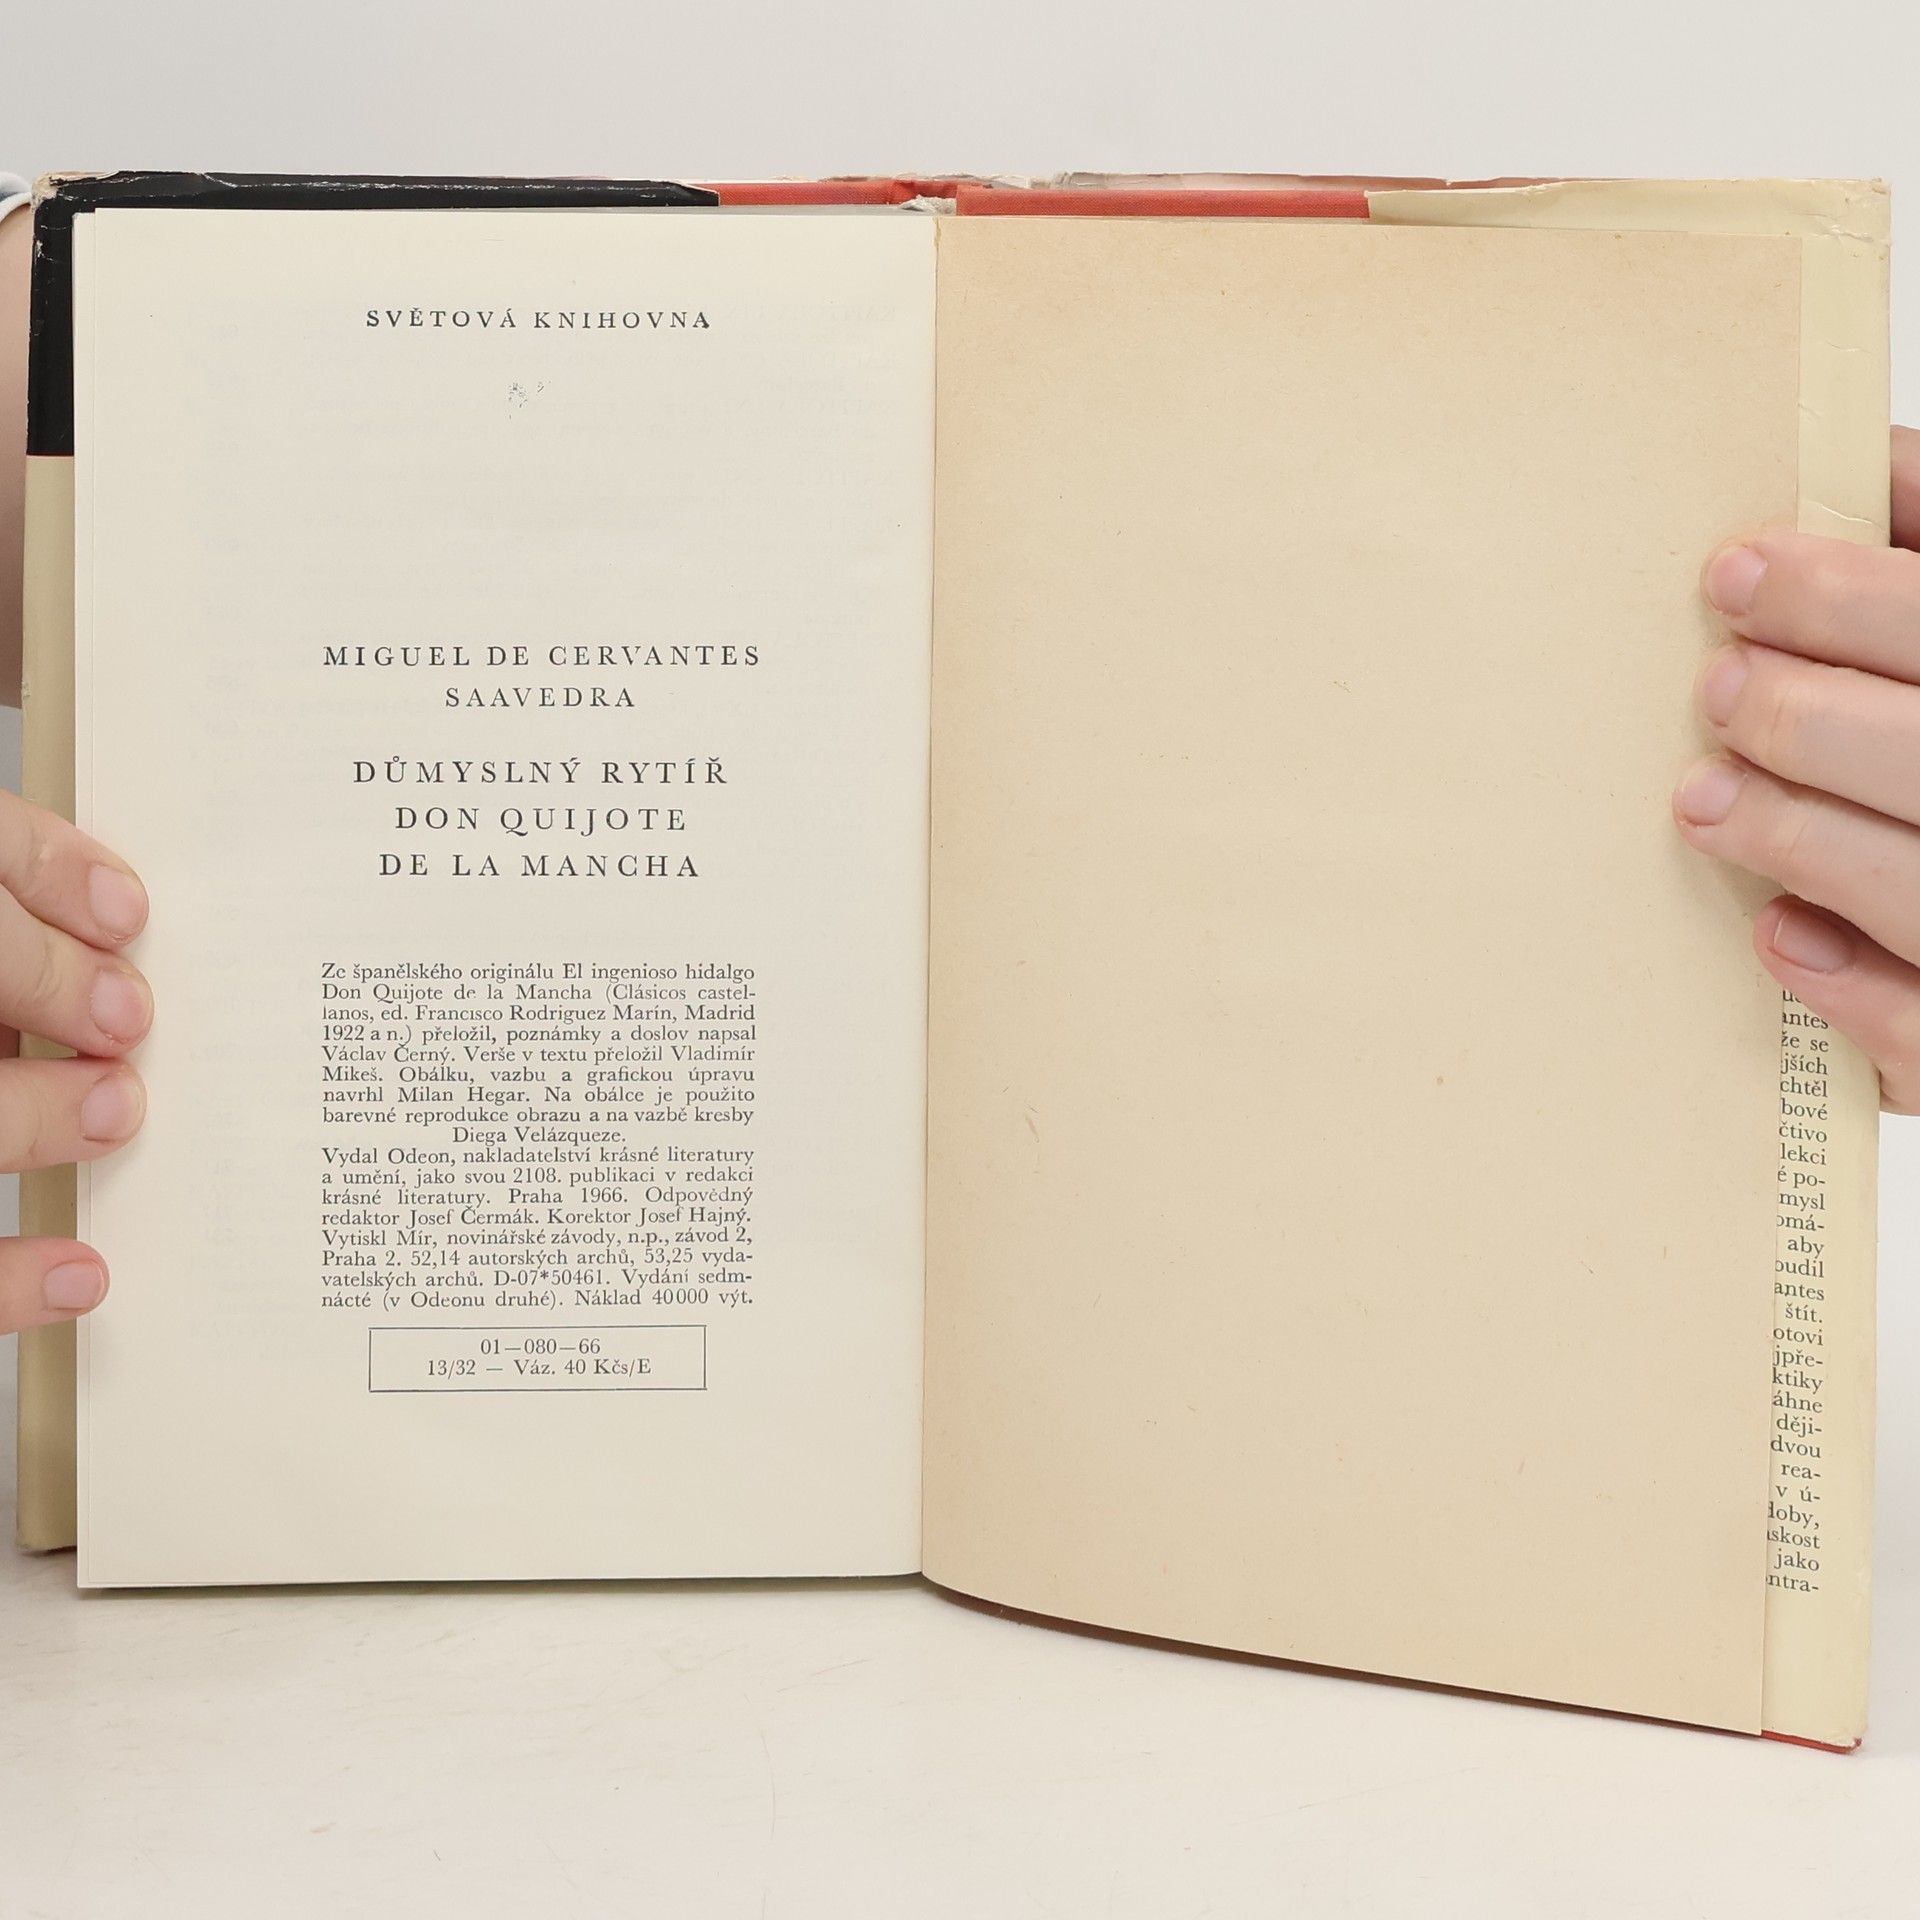 SVĚTOVÁ KNIHOVNA
MIGUEL DE CERVANTES
SAAVEDRA
DŮMYSLNÝ RYTÍŘ
DON QUIJOTE
DE LA MANCHA
Ze španělského originálu El ingenioso hidalgo
Don Quijote de la Mancha (Clásicos castel-
lanos, ed. Francisco Rodriguez Marín, Madrid
1922 a n.) přeložil, poznámky a doslov napsal
Václav Černý. Verše v textu přeložil Vladimír
Mikeš. Obálku, vazbu a grafickou úpravu
navrhl Milan Hegar. Na obálce je použito
barevné reprodukce obrazu a na vazbě kresby
Diega Velázqueze.
Vydal Odeon, nakladatelství krásné literatury
a umění, jako svou 2108. publikaci v redakci
krásné literatury. Praha 1966. Odpovědný
redaktor Josef Čermák. Korektor Josef Hajný.
Vytiskl Mír, novinářské závody, n.p., závod 2,
Praha 2. 52,14 autorských archů, 53,25 vyda-
vatelských archů. D-07*50461. Vydání sedm-
nácté (v Odeonu druhé). Náklad 40000 výt.
01—080—66
13/32 — Váz. 40 Kčs/E
antes
že se
jších
chtěl
bové
čtivo
lekci
é po-
mysl
omá-
aby
oudil
antes
štít.
otovi
jpře-
ktiky
áhne
ději-
dvou
rea-
v ú-
doby,
skost
jako
ntra-